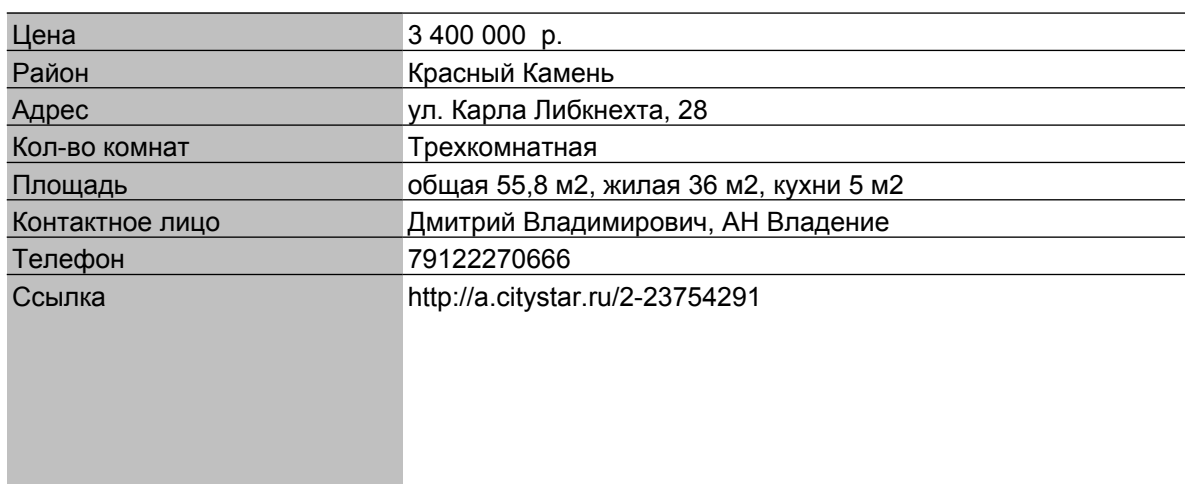 Цена 3 400 000 р.
Район Красный Камень
Адрес ул. Карла Либкнехта, 28
Кол-во комнат Трехкомнатная
Площадь общая 55,8 м2, жилая 36 м2, кухни 5 м2
Контактное лицо Дмитрий Владимирович, АН Владение
Телефон 79122270666
Ссылка http://a.citystar.ru/2-23754291